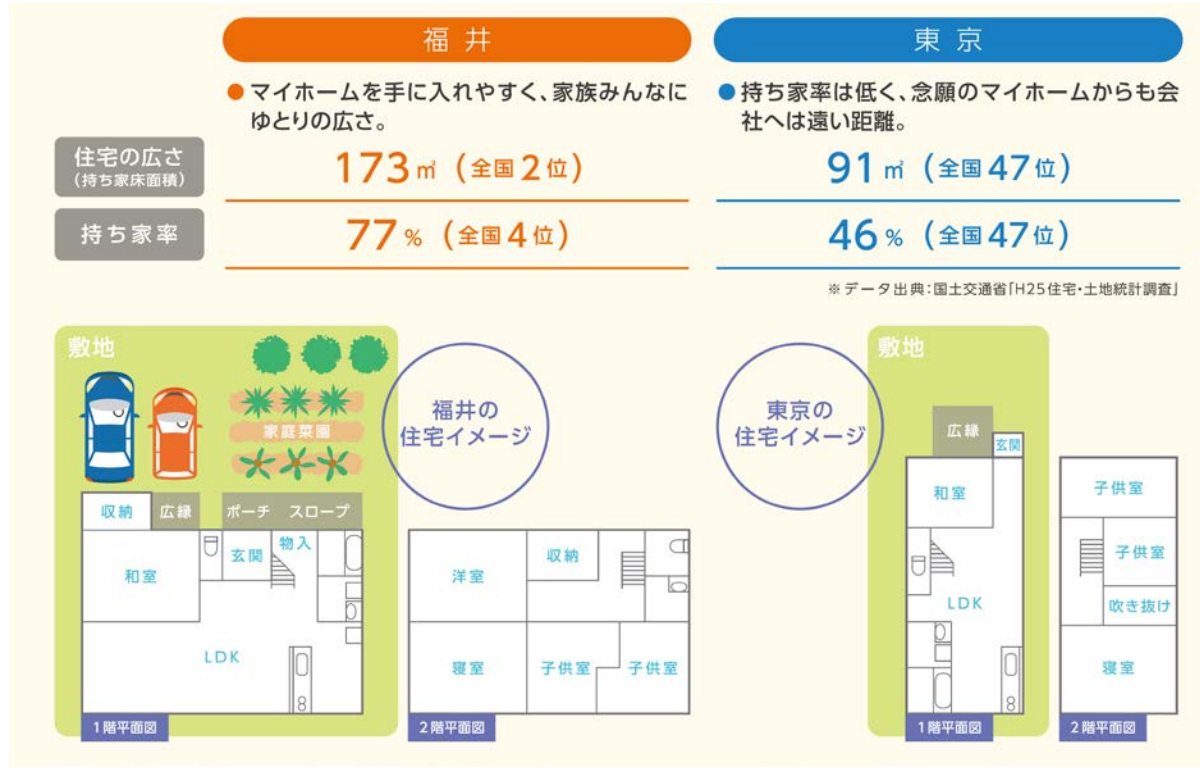 福井
東京
●マイホームを手に入れやすく、家族みんなに
ゆとりの広さ。
●持ち家率は低く、念願のマイホームからも会
社へは遠い距離。
住宅の広さ
(持ち家床面積)
173㎡（全国2位）
91㎡（全国47位）
持ち家率
77%（全国4位）
46%（全国47位）
※データ出典:国土交通省「H25住宅・土地統計調査」
敷地
家庭菜園
福井の
住宅イメージ
収納
広縁
ポーチ スロープ
和室
玄関
物入
LDK
1階平面図
洋室
収納
寝室
子供室
子供室
2階平面図
東京の
住宅イメージ
敷地
広縁
玄関
和室
LDK
1階平面図
子供室
子供室
吹き抜け
寝室
2階平面図